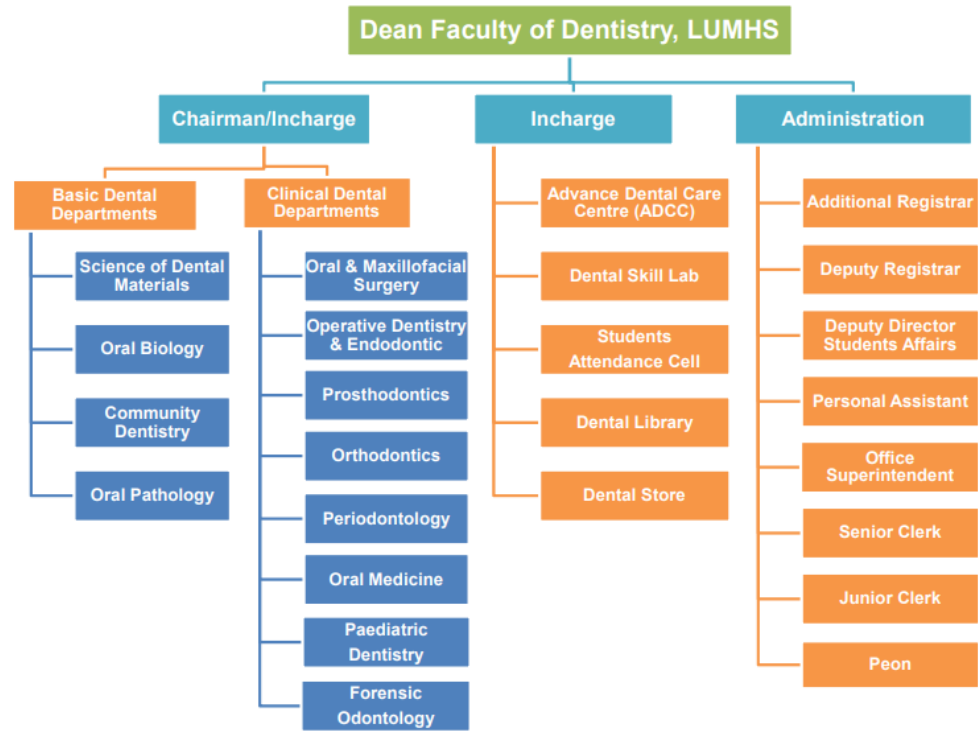 Dean Faculty of Dentistry, LUMHS
Chairman/Incharge
Basic Dental
Departments
Science of Dental
Materials
Oral Biology
Community
Dentistry
Oral Pathology
Clinical Dental
Departments
Oral & Maxillofacial
Surgery
Operative Dentistry
& Endodontic
Prosthodontics
Orthodontics
Periodontology
Oral Medicine
Paediatric
Dentistry
Forensic
Odontology
Incharge
Advance Dental Care
Centre (ADCC)
Dental Skill Lab
Students
Attendance Cell
Dental Library
Dental Store
Administration
Additional Registrar
Deputy Registrar
Deputy Director
Students Affairs
Personal Assistant
Office
Superintendent
Senior Clerk
Junior Clerk
Peon